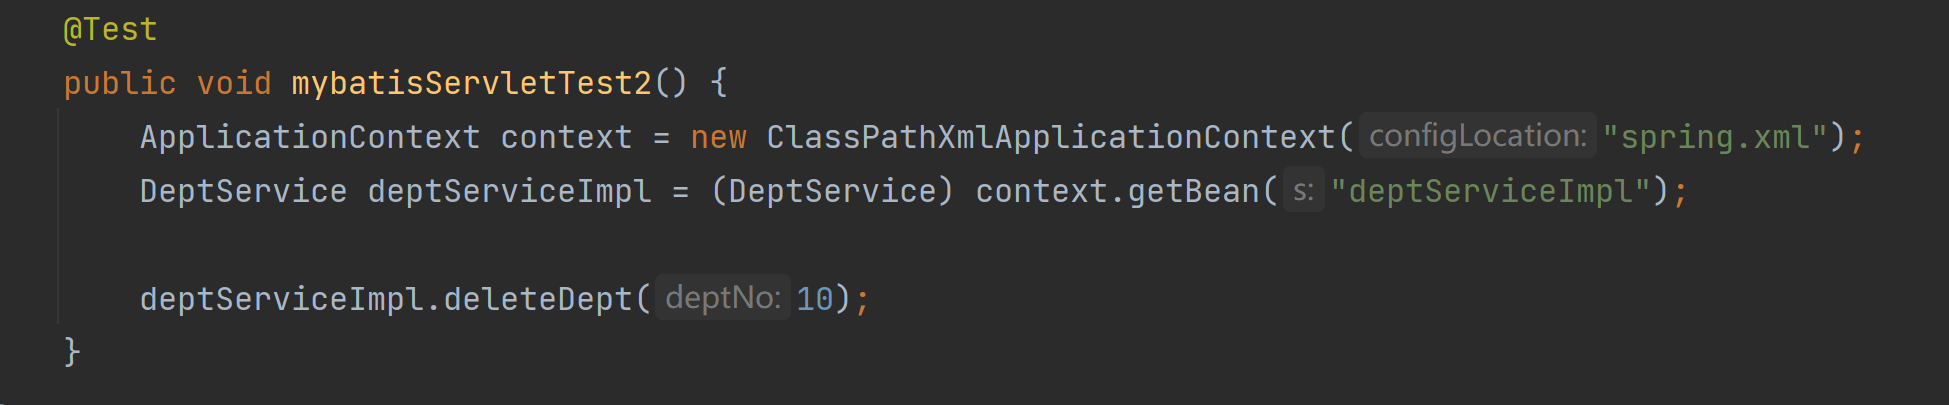 @Test
public void mybatisServletTest2() {
ApplicationContext context = new ClassPathXmlApplicationContext( configLocation: "spring.xml");
DeptService deptServiceImpl = (DeptService) context.getBean( s: "deptServiceImpl");
deptServiceImpl.deleteDept( deptNo: 10);
}